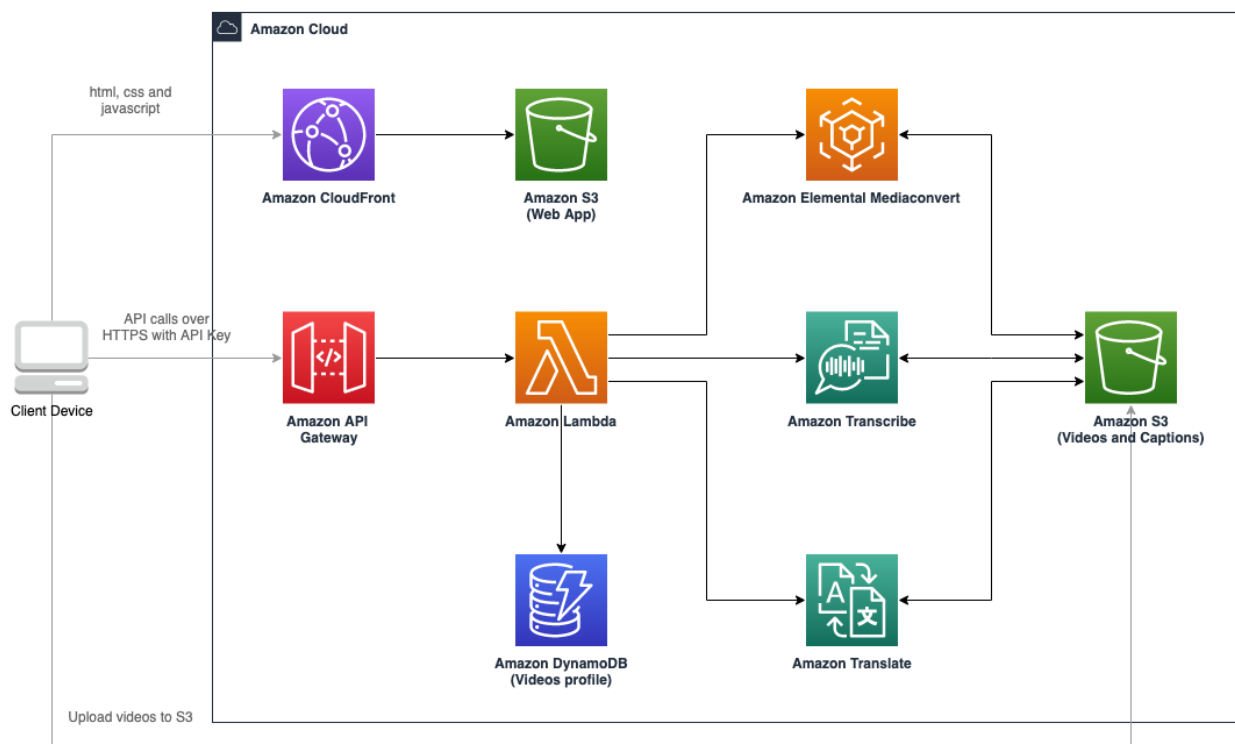 Amazon Cloud
html, css and
javascript
Amazon CloudFront
Amazon S3
(Web App)
Amazon Elemental Mediaconvert
API calls over
HTTPS with API Key
Client Device
Amazon API
Gateway
Amazon Lambda
Amazon Transcribe
Amazon S3
(Videos and Captions)
A
文
Amazon DynamoDB
(Videos profile)
Amazon Translate
Upload videos to S3